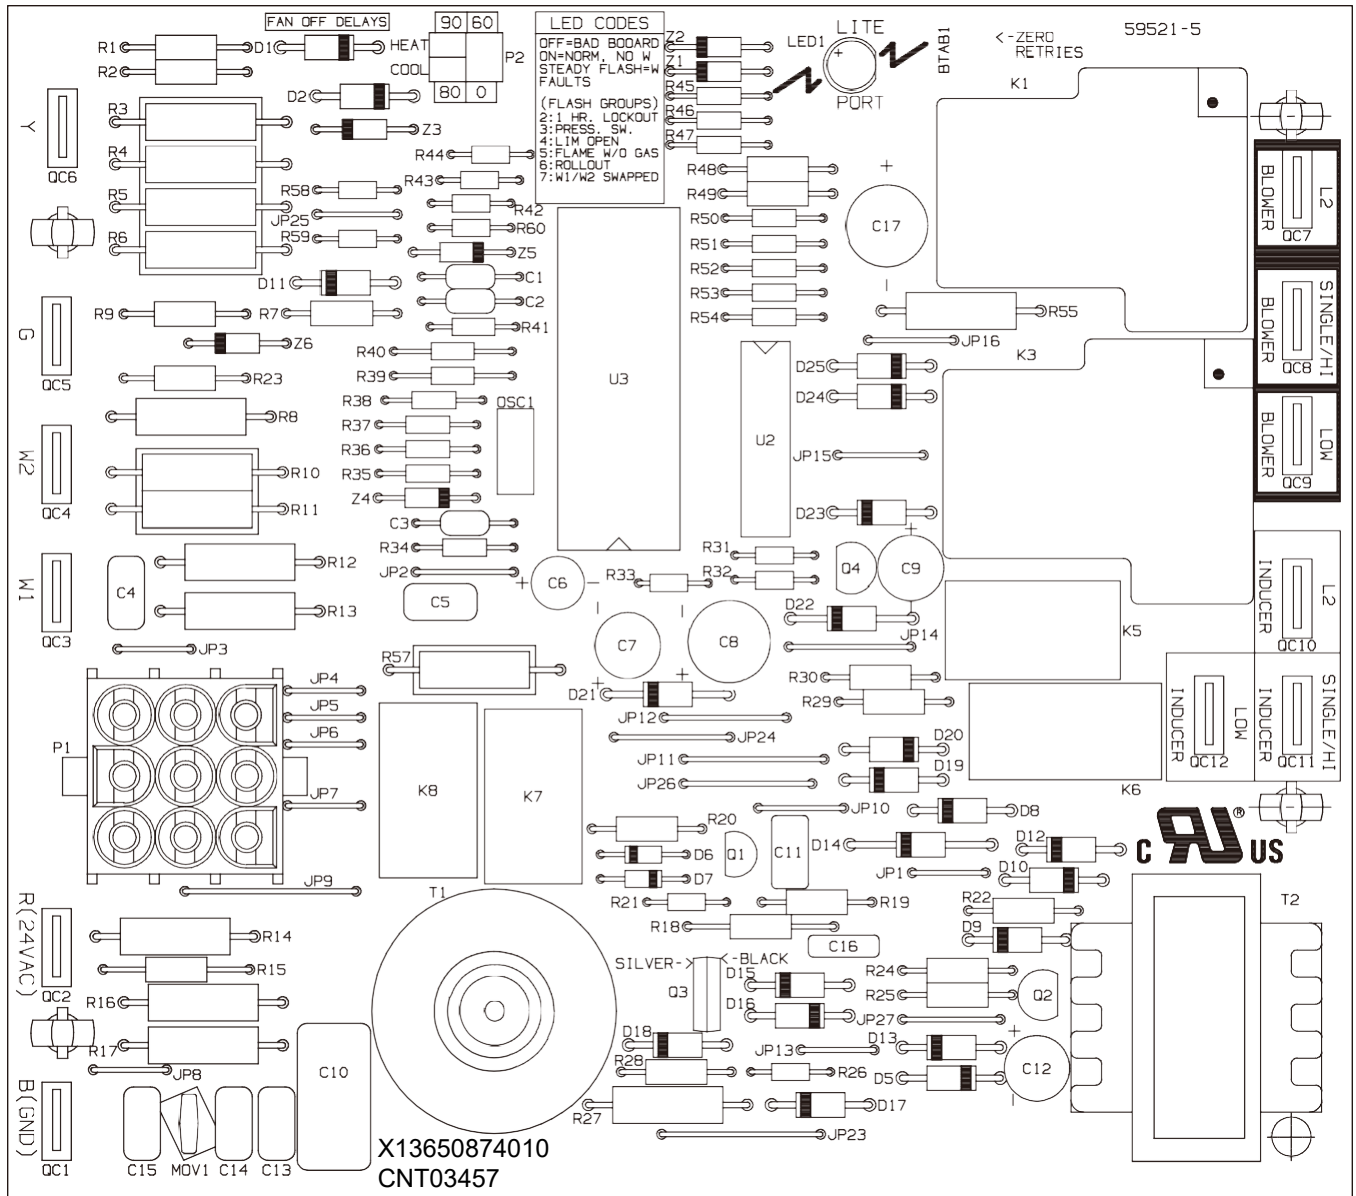 FAN OFF DELAYS
90 60
HEAT
COOL
80 0
P2
LED CODES
OFF=BAD BOOARD
ON=NORM, NO W
STEADY FLASH=W
FAULTS
(FLASH GROUPS)
2:1 HR. LOCKOUT
3:PRESS. SW.
4:LIM OPEN
5:FLAME W/O GAS
6:ROLLOUT
7:W1/W2 SWAPPED
LITE
LED1
+
PORT
BTAB1
<-ZERO
RETRIES
59521-5
R1
D1
R2
D2
R3
Z3
R4
R44
R43
R5
R58
R42
JP25
R60
R6
R59
Z5
D11
C1
C2
R9
R7
R41
Z6
R40
R23
R39
R38
OSC1
R8
R37
R36
R10
R35
Z4
R11
C3
R34
R12
JP2
C4
C5
R13
JP3
R57
Z2
Z1
R45
R46
R47
R48
R49
R50
R51
R52
R53
R54
+
C17
-
R55
JP16
K1
K3
U3
U2
D25
D24
JP15
D23
R31
R32
R33
Q4
+
C9
+
C6
-
-
C7
+
-
C8
+
D22
JP14
K5
R30
R29
D21
JP12
JP24
JP11
JP26
D20
D19
K6
JP10
D8
Y
QC6
G
QC5
W2
QC4
W1
QC3
L2
BLOWER
QC7
SINGLE/HI
BLOWER
QC8
LOW
BLOWER
QC9
L2
INDUCER
QC10
LOW
INDUCER
QC12
SINGLE/HI
INDUCER
QC11
P1
JP4
JP5
JP6
JP7
JP9
K8
K7
T1
R20
D6
D7
Q1
C11
D14
JP1
D12
D10
C
US
®
R21
R19
R18
C16
R22
D9
T2
R(24VAC)
QC2
R14
R15
R16
R17
JP8
C10
SILVER->
<-BLACK
Q3
D15
D16
D18
R28
R27
JP13
R26
D17
JP23
R24
R25
Q2
JP27
D13
+
D5
C12
-
B(GND)
QC1
C15
MOV1
C14
C13
X13650874010
CNT03457